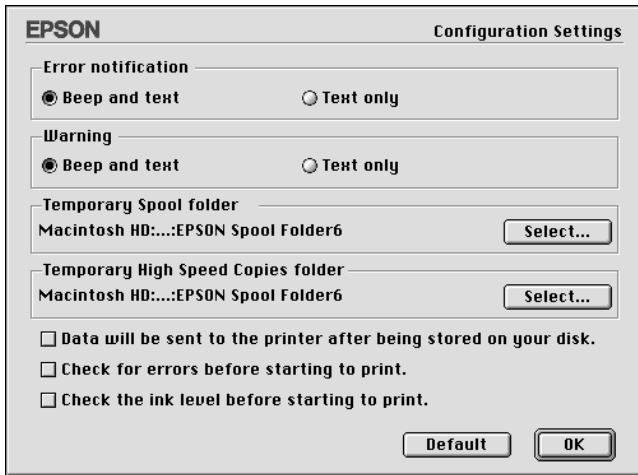 EPSON Configuration Settings
Error notification
Beep and text Text only
Warning
Beep and text Text only
Temporary Spool folder
Macintosh HD:...:EPSON Spool Folder6 Select...
Temporary High Speed Copies folder
Macintosh HD:...:EPSON Spool Folder6 Select...
Data will be sent to the printer after being stored on your disk.
Check for errors before starting to print.
Check the ink level before starting to print.
Default OK